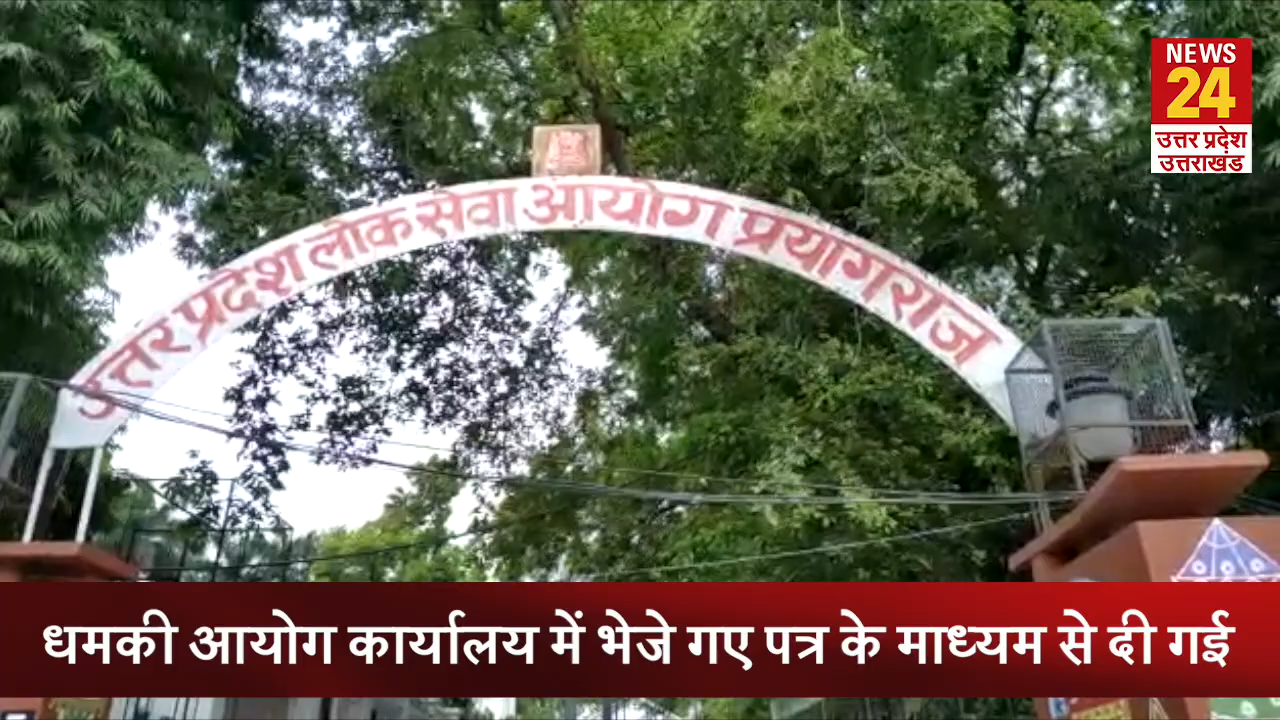 NEWS
24
उत्तर प्रदेश
उत्तराखंड
उत्तर प्रदेश लोक सेवा आयोग प्रयागराज
धमकी आयोग कार्यालय में भेजे गए पत्र के माध्यम से दी गई